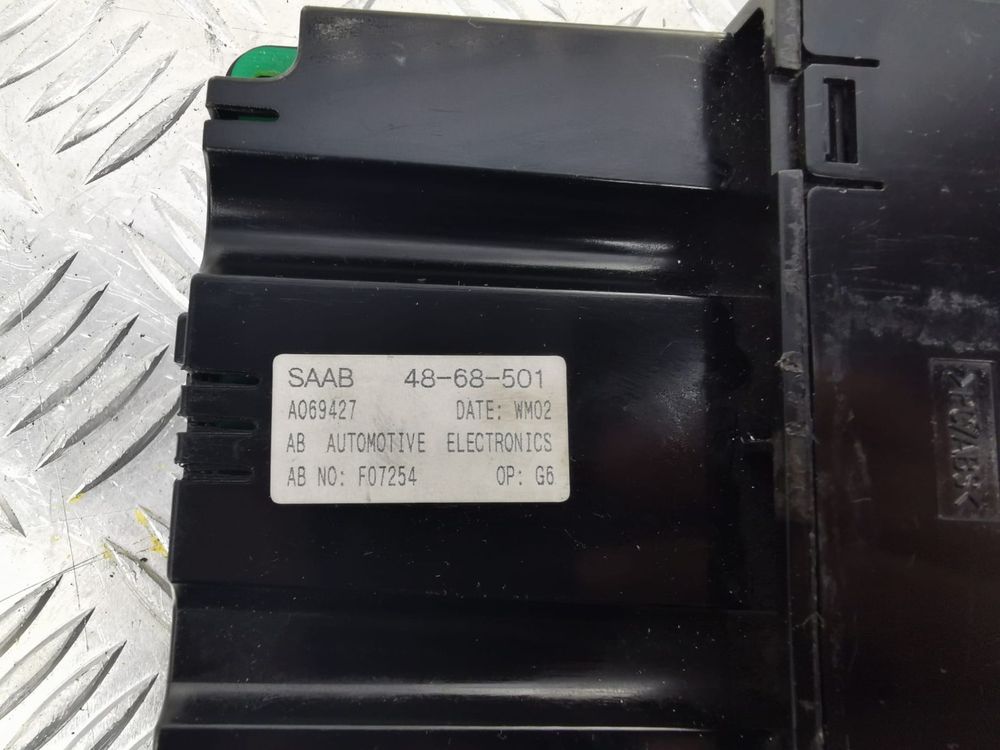 SAAB 48-68-501
A069427 DATE: WM02
AB AUTOMOTIVE ELECTRONICS
AB NO: F07254 OP: G6